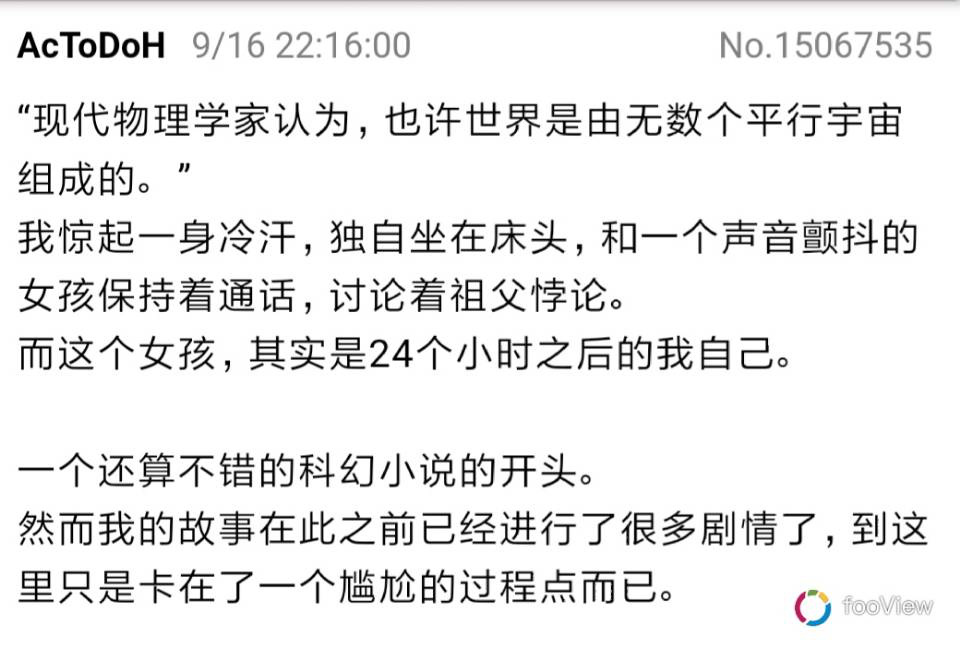 AcToDoH 9/16 22:16:00 No.15067535
“现代物理学家认为，也许世界是由无数个平行宇宙
组成的。”
我惊起一身冷汗，独自坐在床头，和一个声音颤抖的
女孩保持着通话，讨论着祖父悖论。
而这个女孩，其实是24个小时之后的我自己。
一个还算不错的科幻小说的开头。
然而我的故事在此之前已经进行了很多剧情了，到这
里只是卡在了一个尴尬的过程点而已。
fooView